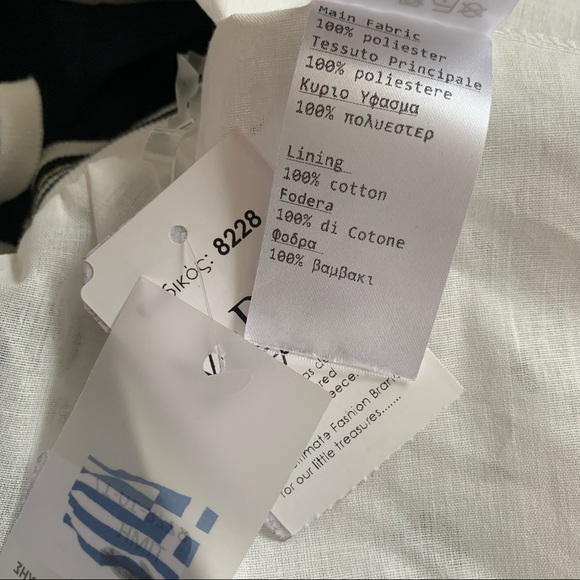 Main Fabric
100% poliester
Tessuto Principale
100% poliestere
Κυριο Υφασμα
100% πολυεστερ
Lining
100% cotton
Fodera
100% di Cotone
Φοδρα
100% βαμβακι
δικός: 8228
Fashion Bran
for our little treasures.......